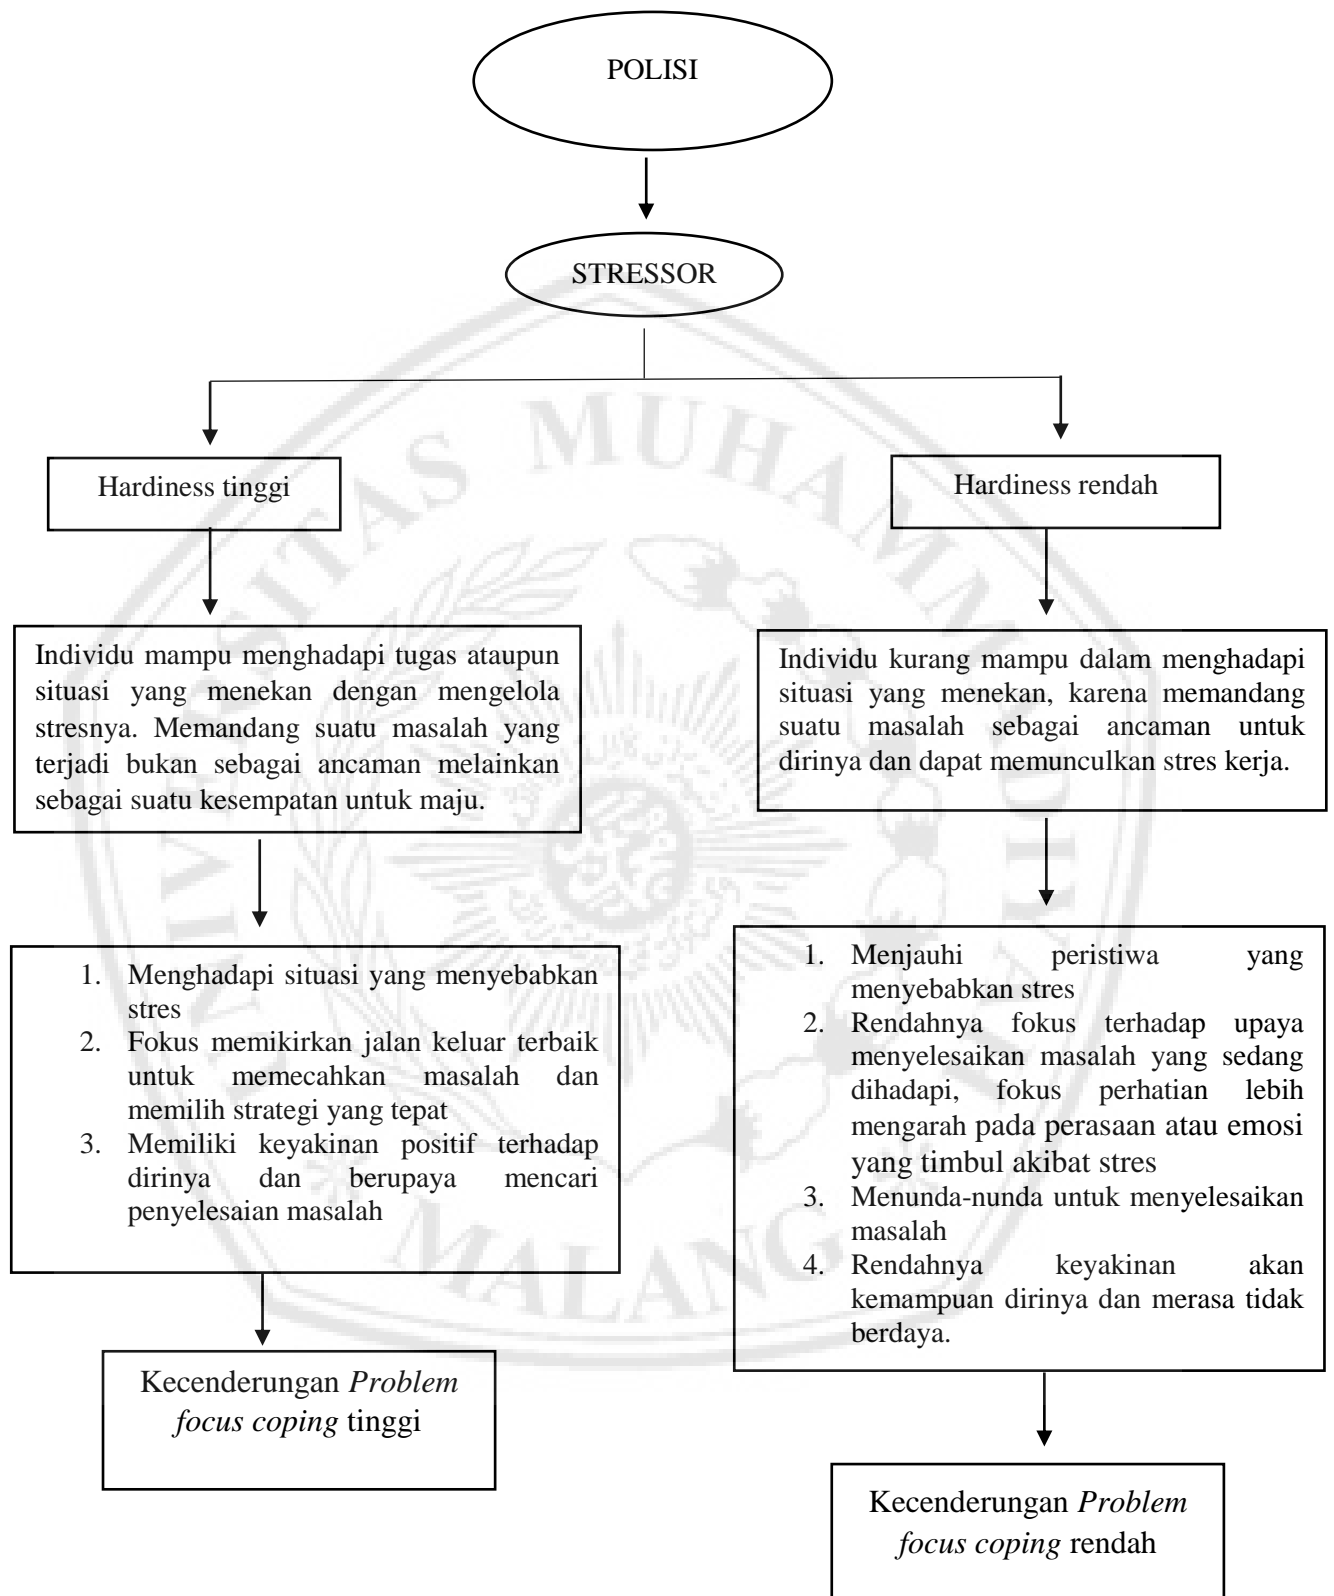 POLISI
STRESSOR
Hardiness tinggi
Hardiness rendah
Individu mampu menghadapi tugas ataupun
situasi yang menekan dengan mengelola
stresnya. Memandang suatu masalah yang
terjadi bukan sebagai ancaman melainkan
sebagai suatu kesempatan untuk maju.
Individu kurang mampu dalam menghadapi
situasi yang menekan, karena memandang
suatu masalah sebagai ancaman untuk
dirinya dan dapat memunculkan stres kerja.
1. Menghadapi situasi yang menyebabkan
stres
2. Fokus memikirkan jalan keluar terbaik
untuk memecahkan masalah dan
memilih strategi yang tepat
3. Memiliki keyakinan positif terhadap
dirinya dan berupaya mencari
penyelesaian masalah
1. Menjauhi peristiwa yang
menyebabkan stres
2. Rendahnya fokus terhadap upaya
menyelesaikan masalah yang sedang
dihadapi, fokus perhatian lebih
mengarah pada perasaan atau emosi
yang timbul akibat stres
3. Menunda-nunda untuk menyelesaikan
masalah
4. Rendahnya keyakinan akan
kemampuan dirinya dan merasa tidak
berdaya.
Kecenderungan Problem
focus coping tinggi
Kecenderungan Problem
focus coping rendah
UNIVERSITAS MUHAMMADIYAH
MALANG